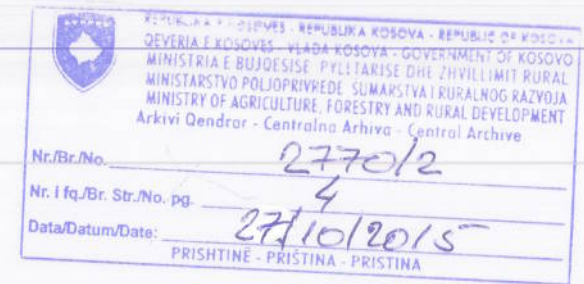 REPUBLIKA E KOSOVËS - REPUBLIKA KOSOVA - REPUBLIC OF KOSOVO
QEVERIA E KOSOVËS - VLADA KOSOVA - GOVERNMENT OF KOSOVO
MINISTRIA E BUJQËSISË PYLLTARISË DHE ZHVILLIMIT RURAL
MINISTARSTVO POLJOPRIVREDE ŠUMARSTVA I RURALNOG RAZVOJA
MINISTRY OF AGRICULTURE, FORESTRY AND RURAL DEVELOPMENT
Arkivi Qendror - Centralna Arhiva - Central Archive
Nr./Br./No. 2770/2
Nr. i fq./Br. Str./No. pg. 4
Data/Datum/Date: 27/10/2015
PRISHTINË - PRIŠTINA - PRISTINA